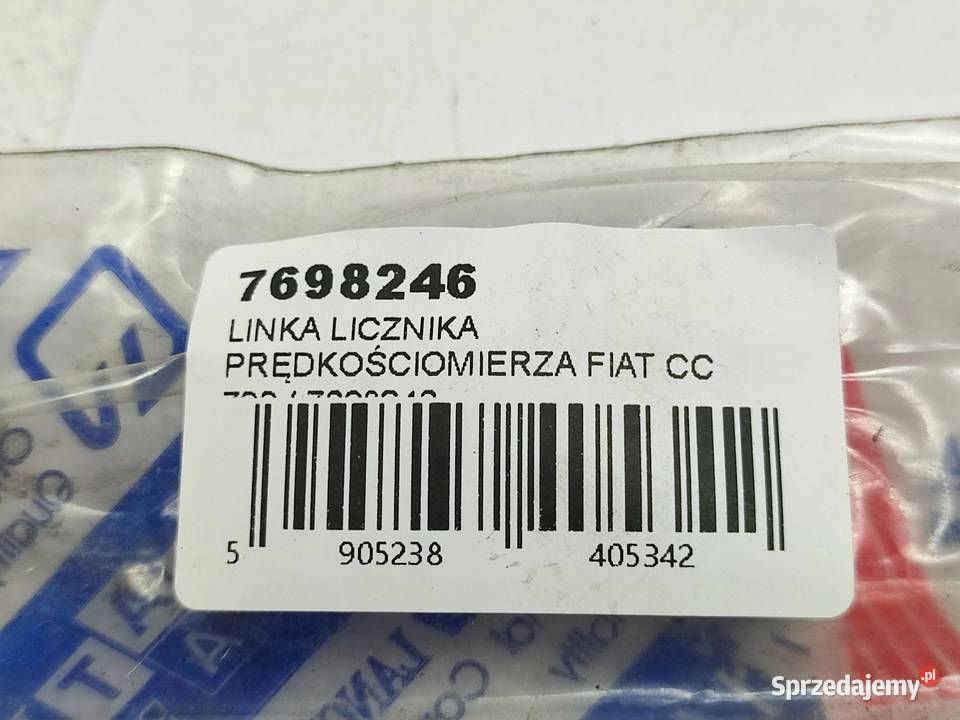 7698246
LINKA LICZNIKA
PRĘDKOŚCIOMIERZA FIAT CC
5 905238 405342
Sprzedajemy.pl